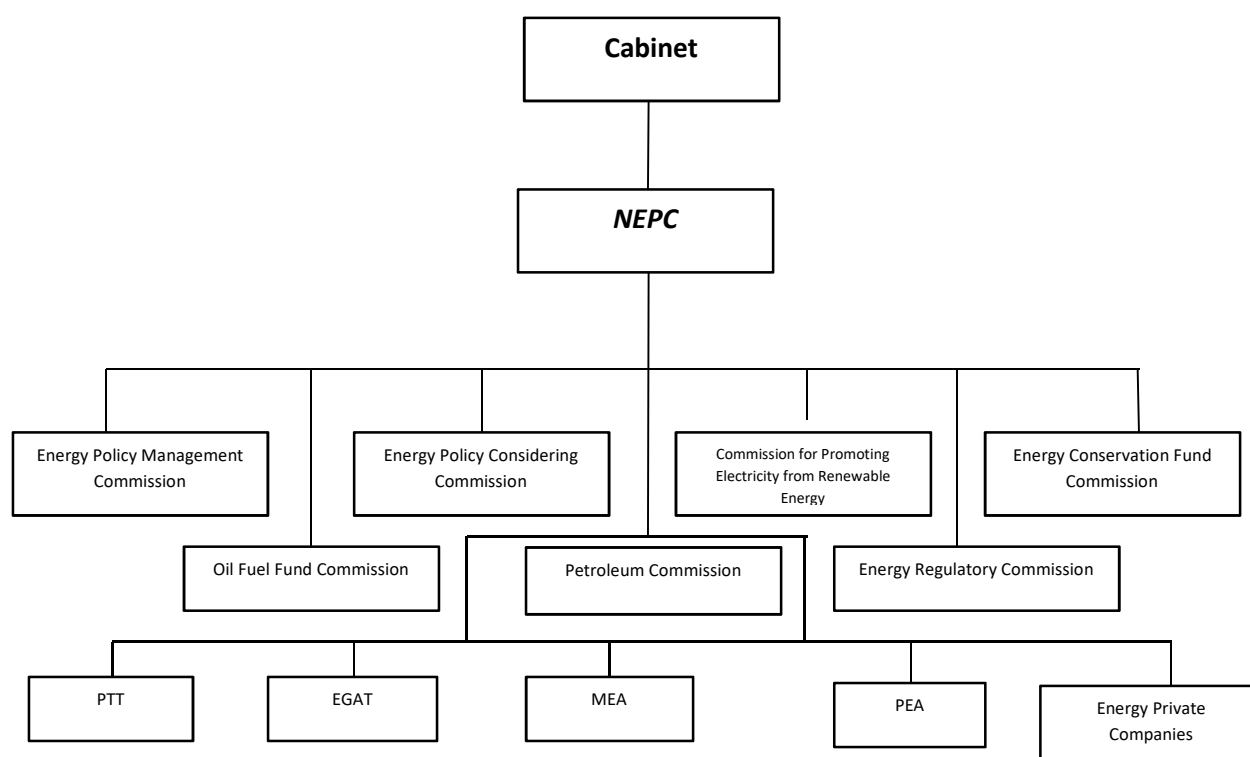 Cabinet
NEPC
Energy Policy Management
Commission
Energy Policy Considering
Commission
Commission for Promoting
Electricity from Renewable
Energy
Energy Conservation Fund
Commission
Oil Fuel Fund Commission
Petroleum Commission
Energy Regulatory Commission
PTT
EGAT
MEA
PEA
Energy Private
Companies